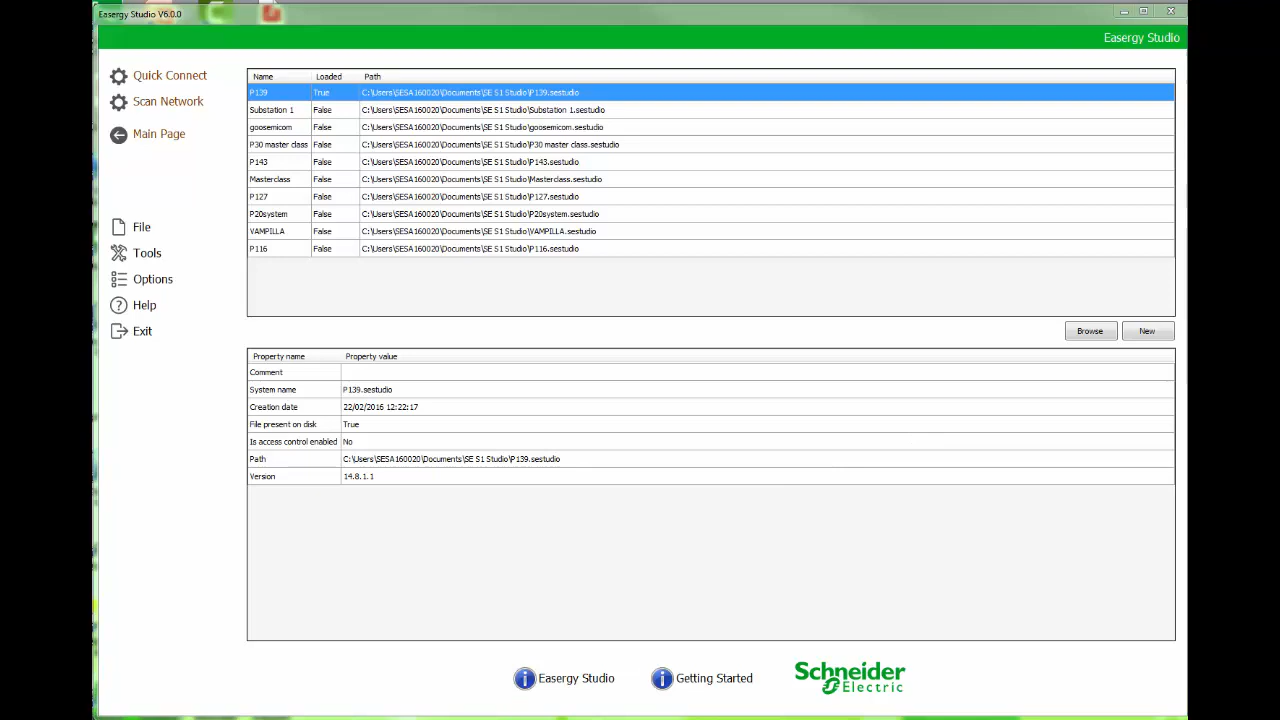 Easergy Studio V6.0.0
Easergy Studio
Quick Connect
Scan Network
Main Page
File
Tools
Options
Help
Exit
Name Loaded Path
P139 True C:\Users\SESA160020\Documents\SE S1 Studio\P139.sestudio
Substation 1 False C:\Users\SESA160020\Documents\SE S1 Studio\Substation 1.sestudio
goosemicom False C:\Users\SESA160020\Documents\SE S1 Studio\goosemicom.sestudio
P30 master class False C:\Users\SESA160020\Documents\SE S1 Studio\P30 master class.sestudio
P143 False C:\Users\SESA160020\Documents\SE S1 Studio\P143.sestudio
Masterclass False C:\Users\SESA160020\Documents\SE S1 Studio\Masterclass.sestudio
P127 False C:\Users\SESA160020\Documents\SE S1 Studio\P127.sestudio
P20system False C:\Users\SESA160020\Documents\SE S1 Studio\P20system.sestudio
VAMPILLA False C:\Users\SESA160020\Documents\SE S1 Studio\VAMPILLA.sestudio
P116 False C:\Users\SESA160020\Documents\SE S1 Studio\P116.sestudio
Browse New
Property name Property value
Comment
System name P139.sestudio
Creation date 22/02/2016 12:22:17
File present on disk True
Is access control enabled No
Path C:\Users\SESA160020\Documents\SE S1 Studio\P139.sestudio
Version 14.8.1.1
Easergy Studio Getting Started
Schneider
Electric